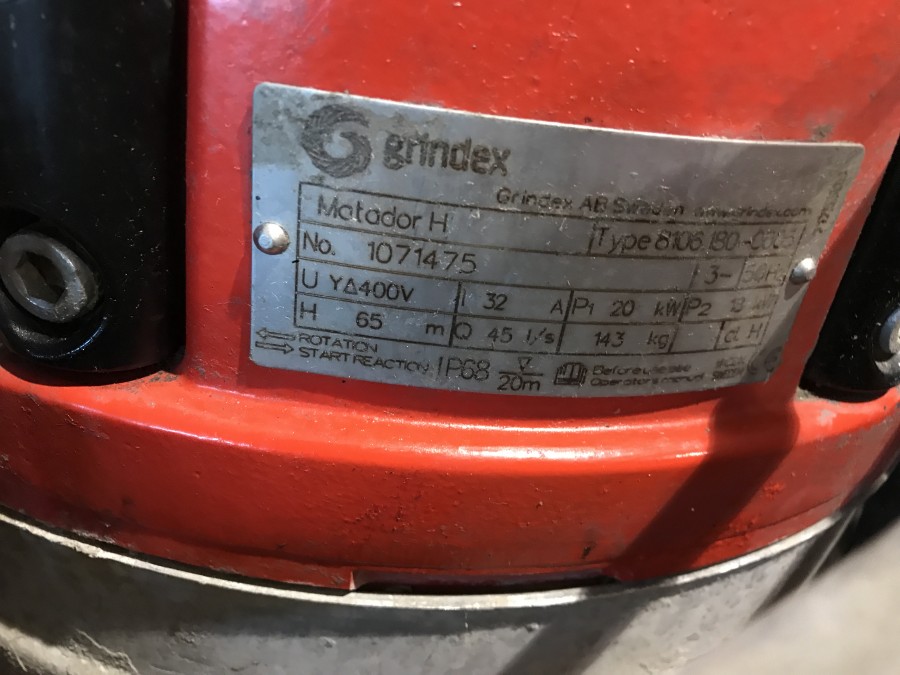 grindex
Grindex AB Sweden www.grindex.com
Matador H Type 8106.180
No. 1071475 3~ 50Hz
U YΔ400V I 32 A P1 20 kW P2 18 kW
H 65 m Q 45 l/s 143 kg cl. H
ROTATION
START REACTION IP68 ∇ 20m Before use see
Operators manual